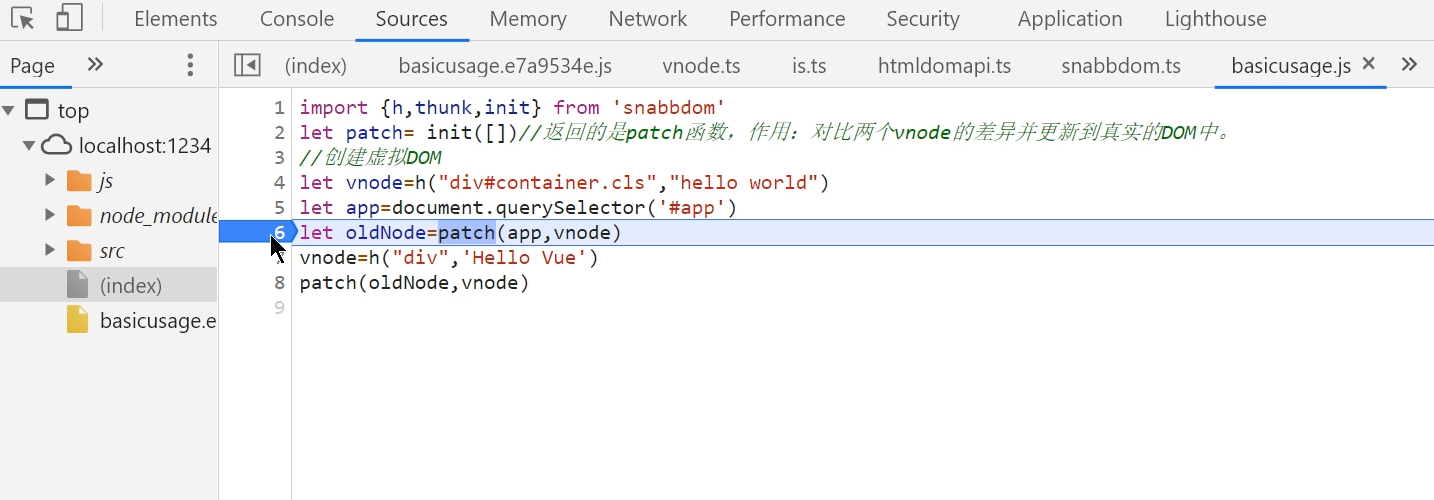 Elements Console Sources Memory Network Performance Security Application Lighthouse
Page (index) basicusage.e7a9534e.js vnode.ts is.ts htmldomapi.ts snabbdom.ts basicusage.js
top
localhost:1234
js
node_module
src
(index)
basicusage.e
1 import {h,thunk,init} from 'snabbdom'
2 let patch= init([])//返回的是patch函数，作用：对比两个vnode的差异并更新到真实的DOM中。
3 //创建虚拟DOM
4 let vnode=h("div#container.cls","hello world")
5 let app=document.querySelector('#app')
6 let oldNode=patch(app,vnode)
7 vnode=h("div",'Hello Vue')
8 patch(oldNode,vnode)
9